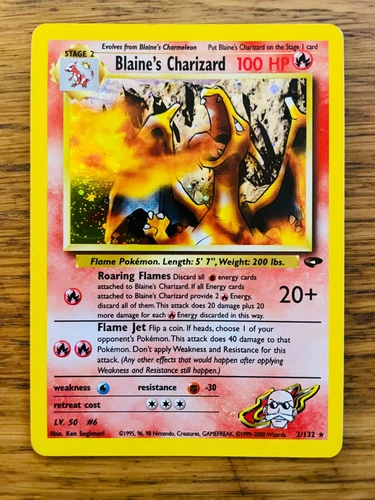 Evolves from Blaine's Charmeleon
Put Blaine's Charizard on the Stage 1 card
STAGE 2
Blaine's Charizard 100 HP
Flame Pokémon. Length: 5' 7", Weight: 200 lbs.
Roaring Flames Discard all energy cards
attached to Blaine's Charizard. If all Energy cards
attached to Blaine's Charizard provide 2 Energy,
discard all of them. This attack does 20 damage plus 20
more damage for each Energy discarded in this way.
20+
Flame Jet Flip a coin. If heads, choose 1 of your
opponent's Pokémon. This attack does 40 damage to that
Pokémon. Don't apply Weakness and Resistance for this
attack. (Any other effects that would happen after applying
Weakness and Resistance still happen.)
weakness
resistance -30
retreat cost
LV. 50 #6
Illus. Ken Sugimori
©1995, 96, 98 Nintendo, Creatures, GAMEFREAK. ©1999-2000 Wizards.
2/132 ★